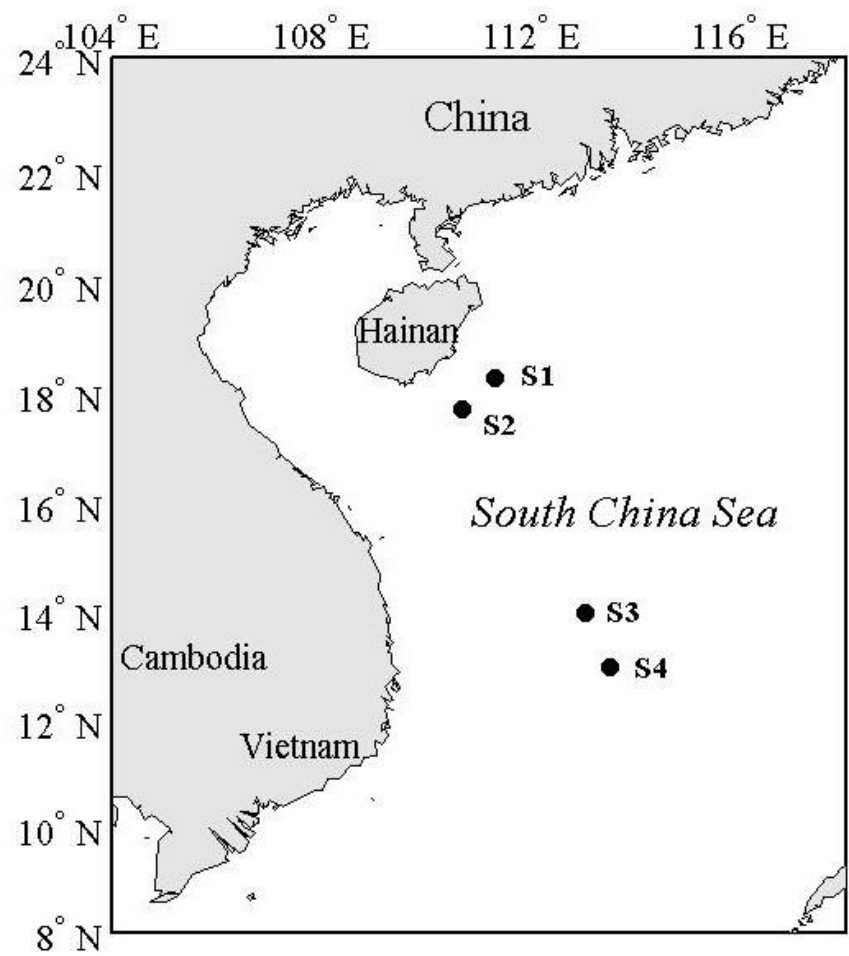 104° E 108° E 112° E 116° E
24° N
China
22° N
20° N
Hainan
S1
18° N
S2
16° N
South China Sea
14° N
S3
Cambodia
S4
12° N
Vietnam
10° N
8° N